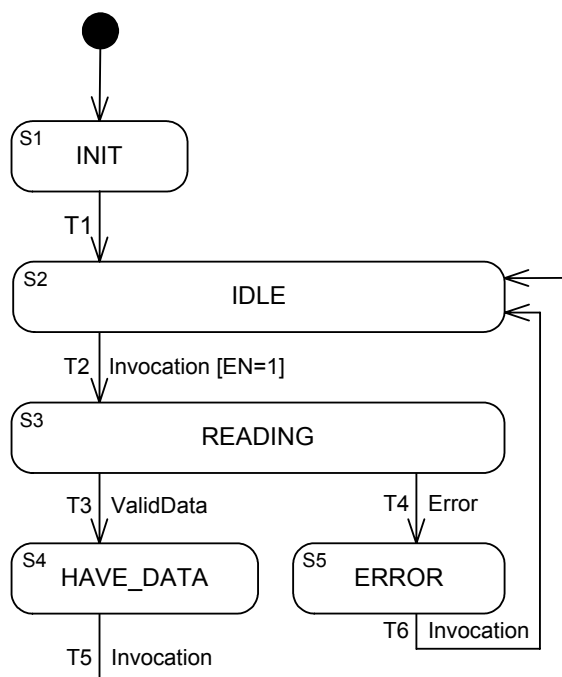 S1
INIT
T1
S2
IDLE
T2 Invocation [EN=1]
S3
READING
T3 ValidData
T4 Error
S4
HAVE_DATA
S5
ERROR
T5 Invocation
T6 Invocation